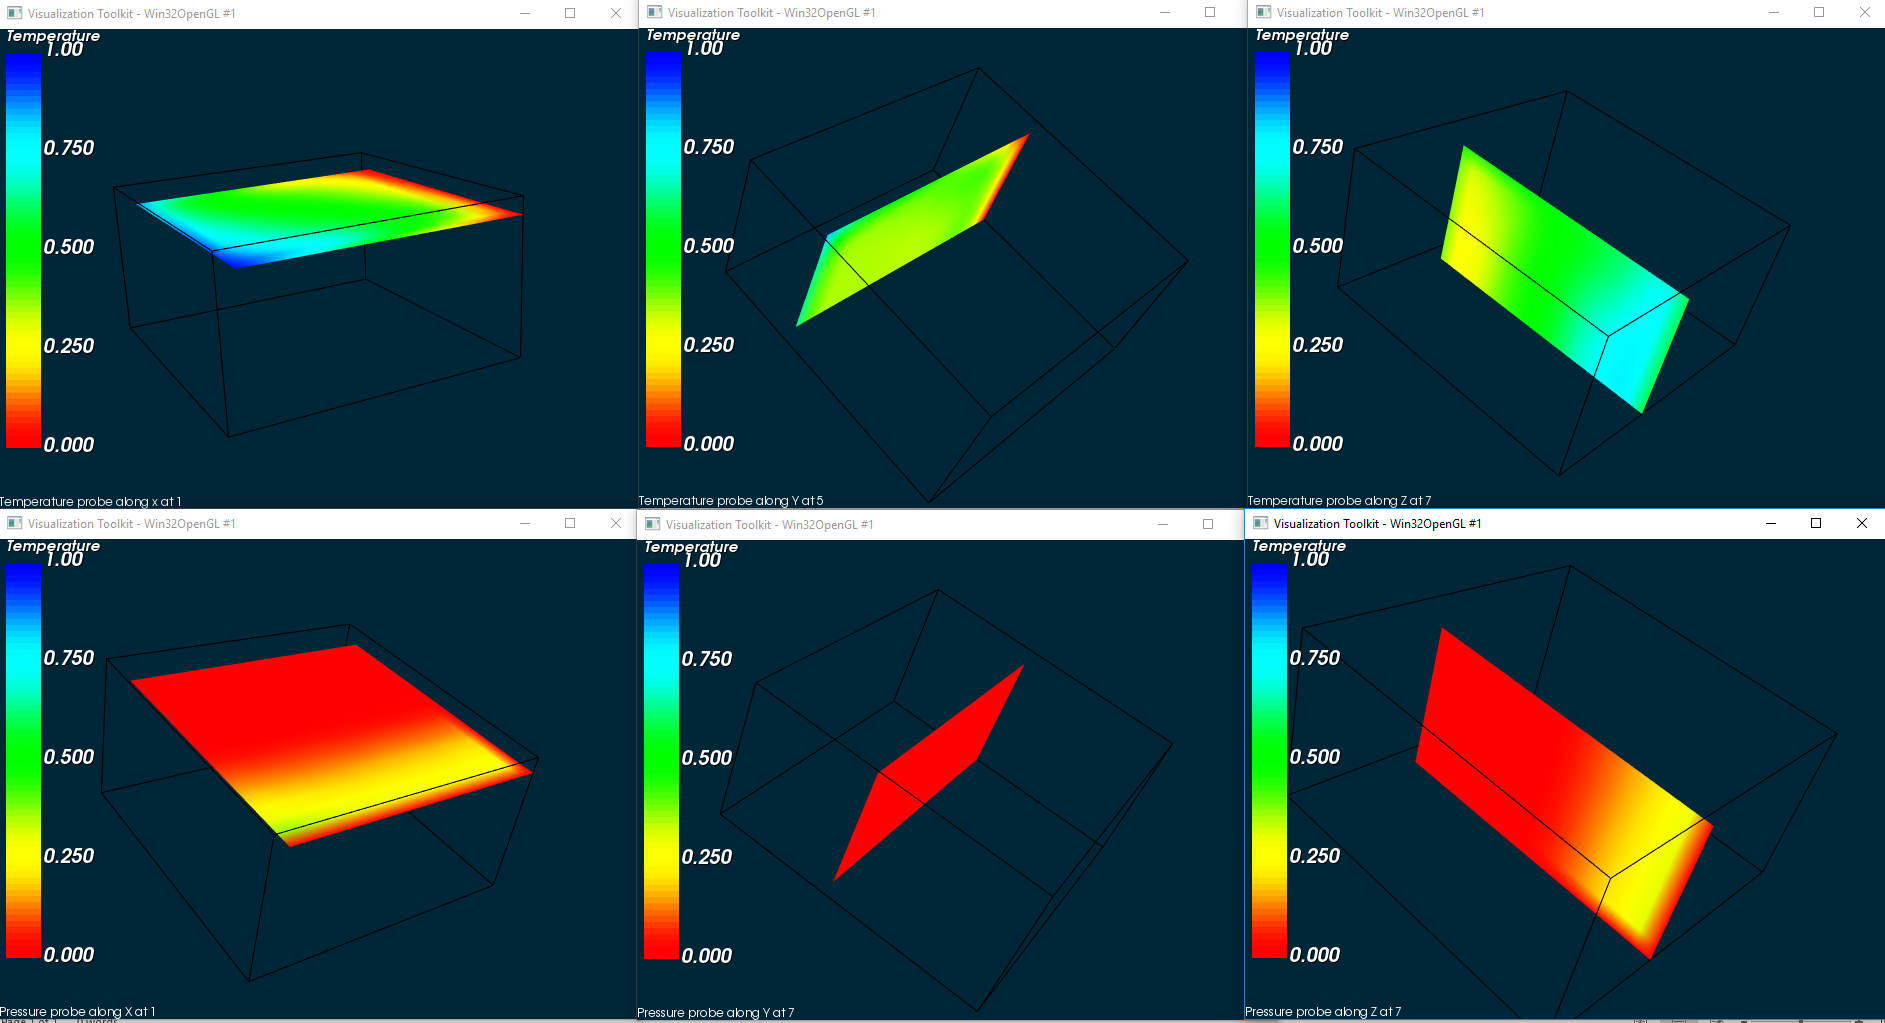 Visualization Toolkit - Win32OpenGL #1
Temperature
1.00
0.750
0.500
0.250
0.000
Temperature probe along x at 1
Visualization Toolkit - Win32OpenGL #1
Temperature
1.00
0.750
0.500
0.250
0.000
Temperature probe along Y at 5
Visualization Toolkit - Win32OpenGL #1
Temperature
1.00
0.750
0.500
0.250
0.000
Temperature probe along Z at 7
Visualization Toolkit - Win32OpenGL #1
Temperature
1.00
0.750
0.500
0.250
0.000
Pressure probe along X at 1
Visualization Toolkit - Win32OpenGL #1
Temperature
1.00
0.750
0.500
0.250
0.000
Pressure probe along Y at 7
Visualization Toolkit - Win32OpenGL #1
Temperature
1.00
0.750
0.500
0.250
0.000
Pressure probe along Z at 7